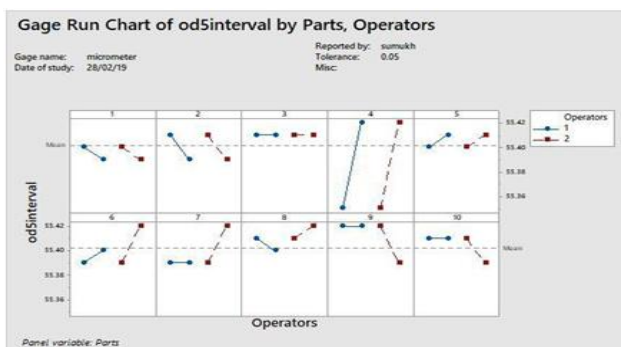 Gage Run Chart of od5interval by Parts, Operators
Gage name: micrometer
Date of study: 28/02/19
Reported by: sumukh
Tolerance: 0.05
Misc:
1 2 3 4 5
55.42
55.40
55.38
55.36
Mean
Operators
1
2
od5interval
6 7 8 9 10
55.42
55.40
55.38
55.36
Mean
Operators
Panel variable: Parts